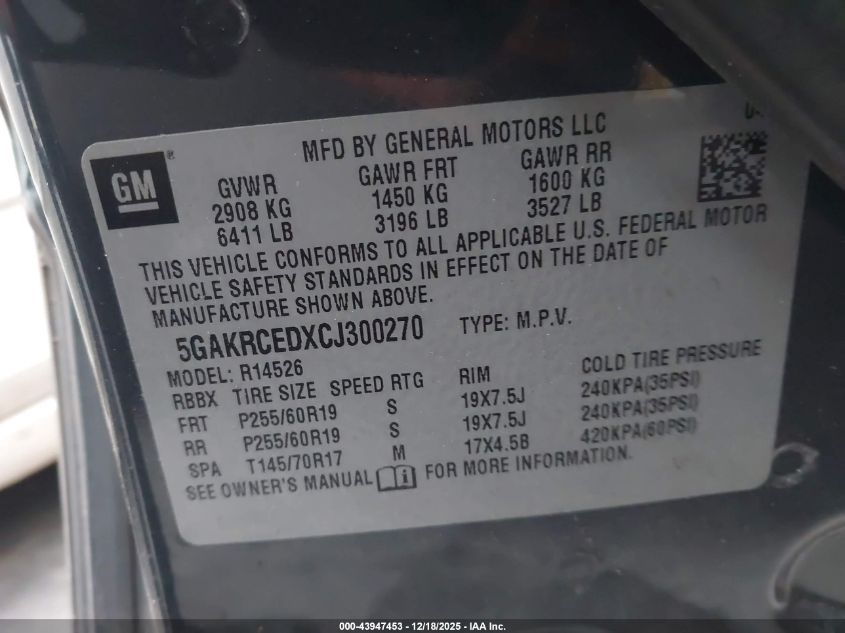 MFD BY GENERAL MOTORS LLC
GM®
GVWR GAWR FRT GAWR RR
2908 KG 1450 KG 1600 KG
6411 LB 3196 LB 3527 LB
THIS VEHICLE CONFORMS TO ALL APPLICABLE U.S. FEDERAL MOTOR
VEHICLE SAFETY STANDARDS IN EFFECT ON THE DATE OF
MANUFACTURE SHOWN ABOVE.
5GAKRCEDXCJ300270 TYPE: M.P.V.
MODEL: R14526
RBBX TIRE SIZE SPEED RTG RIM COLD TIRE PRESSURE
FRT P255/60R19 S 19X7.5J 240KPA(35PSI)
RR P255/60R19 S 19X7.5J 240KPA(35PSI)
SPA T145/70R17 M 17X4.5B 420KPA(60PSI)
SEE OWNER'S MANUAL FOR MORE INFORMATION.
000-43947453 - 12/18/2025 - IAA Inc.